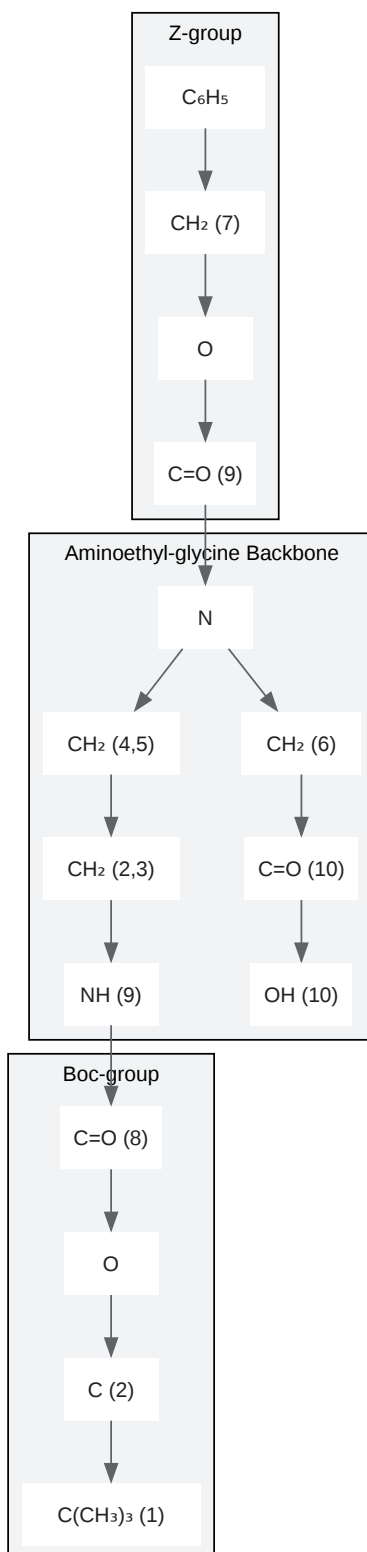 Z-group
C₆H₅
CH₂ (7)
O
C=O (9)
Aminoethyl-glycine Backbone
N
CH₂ (4,5)
CH₂ (6)
CH₂ (2,3)
C=O (10)
NH (9)
OH (10)
Boc-group
C=O (8)
O
C (2)
C(CH₃)₃ (1)